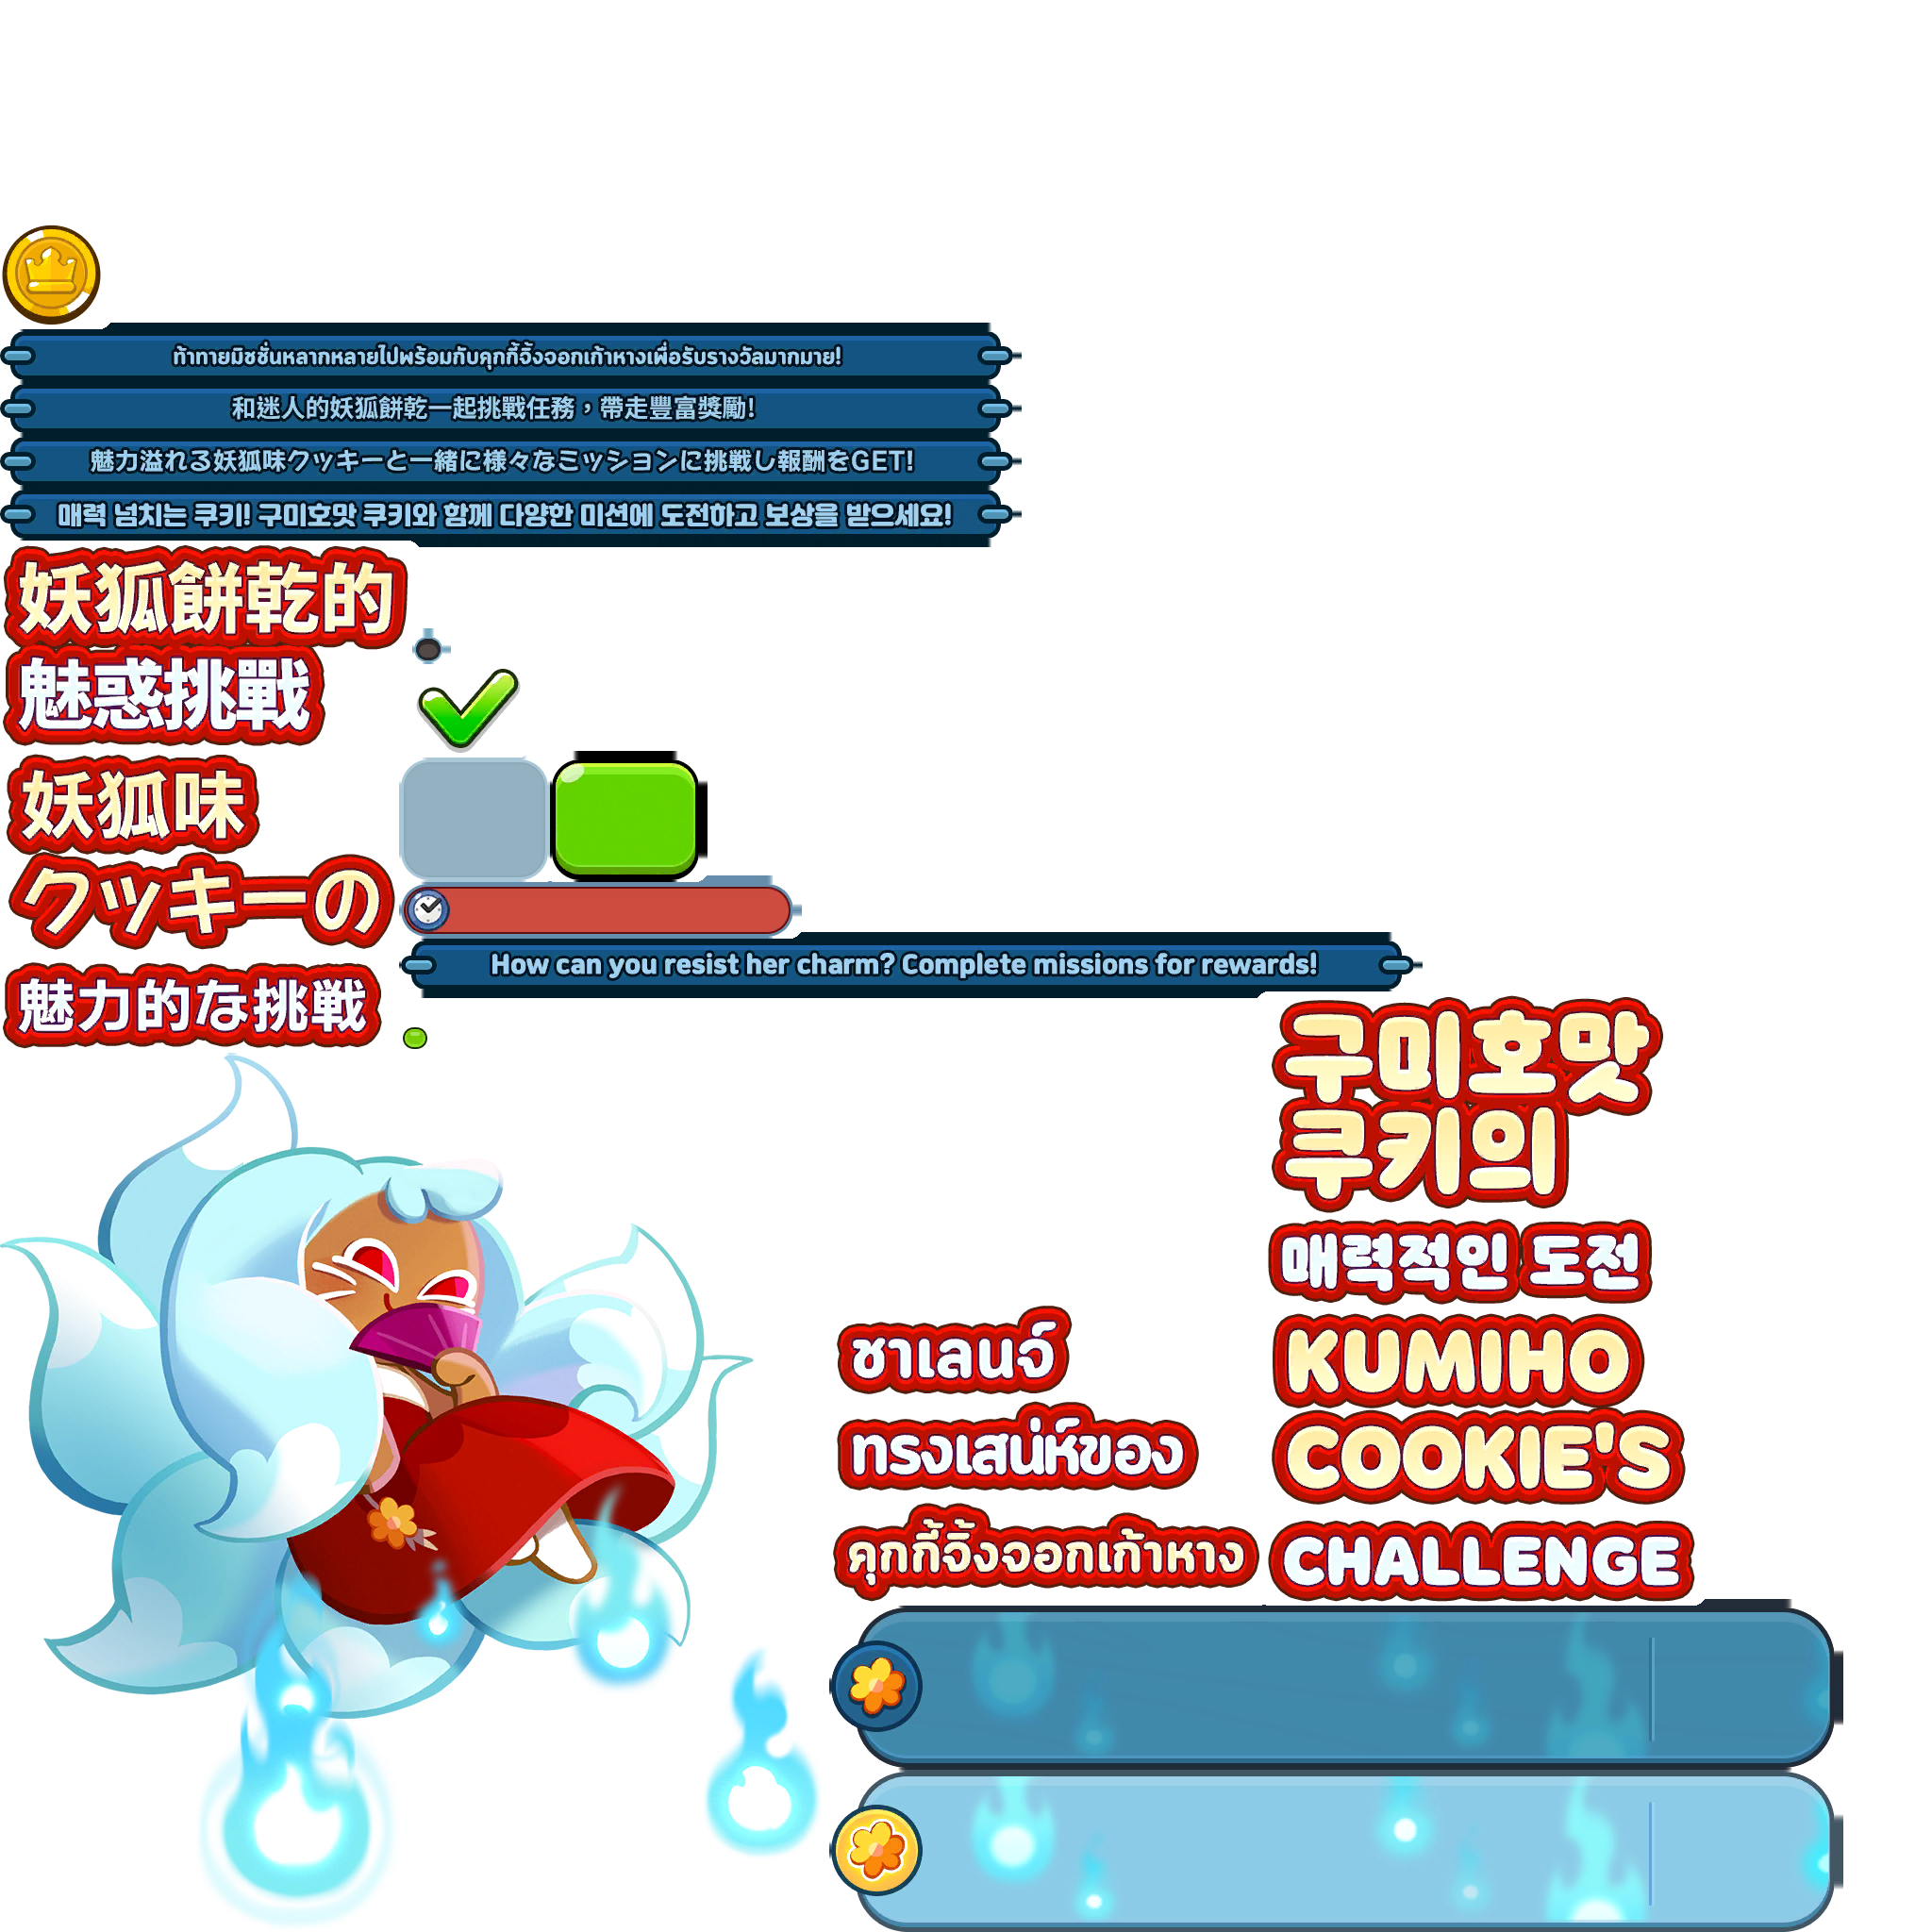 ท้าทายมิชชั่นหลากหลายไปพร้อมกับคุกกี้จิ้งจอกเก้าหางเพื่อรับรางวัลมากมาย!
和迷人的妖狐餅乾一起挑戰任務，帶走豐富獎勵!
魅力溢れる妖狐味クッキーと一緒に様々なミッションに挑戦し報酬をGET!
매력 넘치는 쿠키! 구미호맛 쿠키와 함께 다양한 미션에 도전하고 보상을 받으세요!
妖狐餅乾的
魅惑挑戰
妖狐味
クッキーの
魅力的な挑戦
How can you resist her charm? Complete missions for rewards!
구미호맛
쿠키의
매력적인 도전
KUMIHO
COOKIE'S
CHALLENGE
ชาเลนจ์
ทรงเสน่ห์ของ
คุกกี้จิ้งจอกเก้าหาง